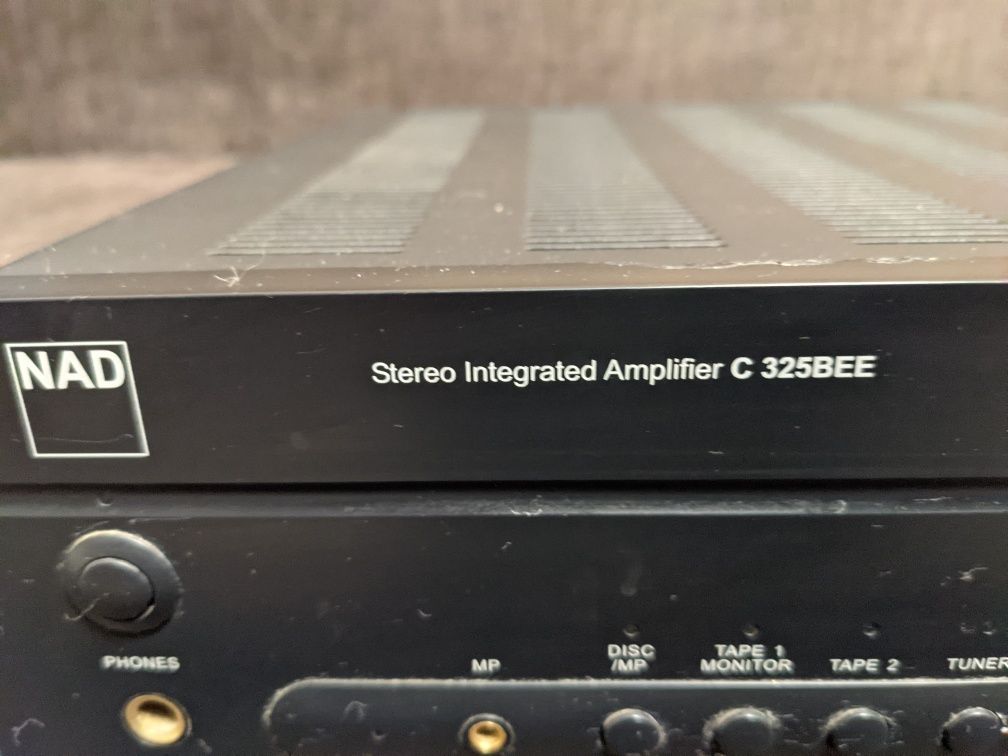 NAD
Stereo Integrated Amplifier C 325BEE
PHONES
MP
DISC
/MP
TAPE 1
MONITOR
TAPE 2
TUNER